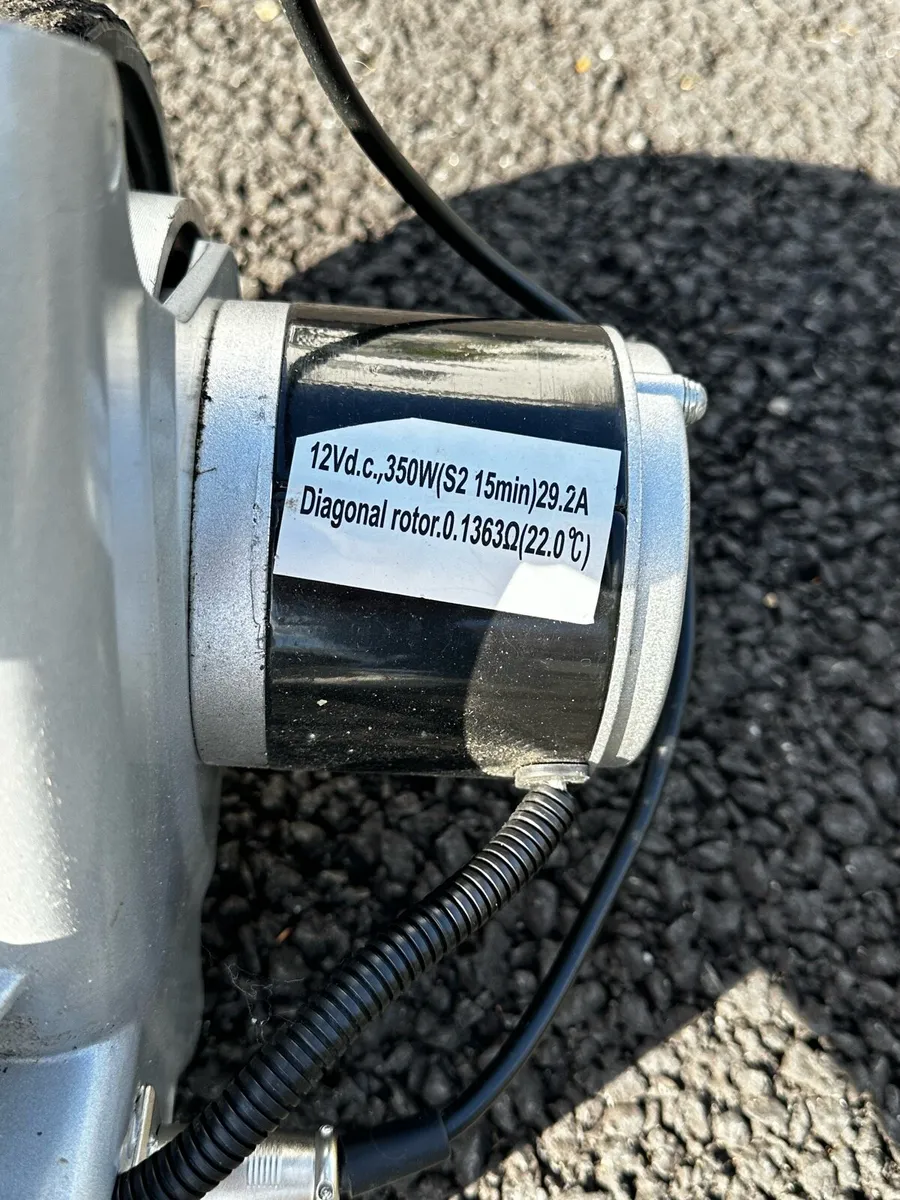 12Vd.c.,350W(S2 15min)29.2A
Diagonal rotor.0.1363Ω(22.0℃)